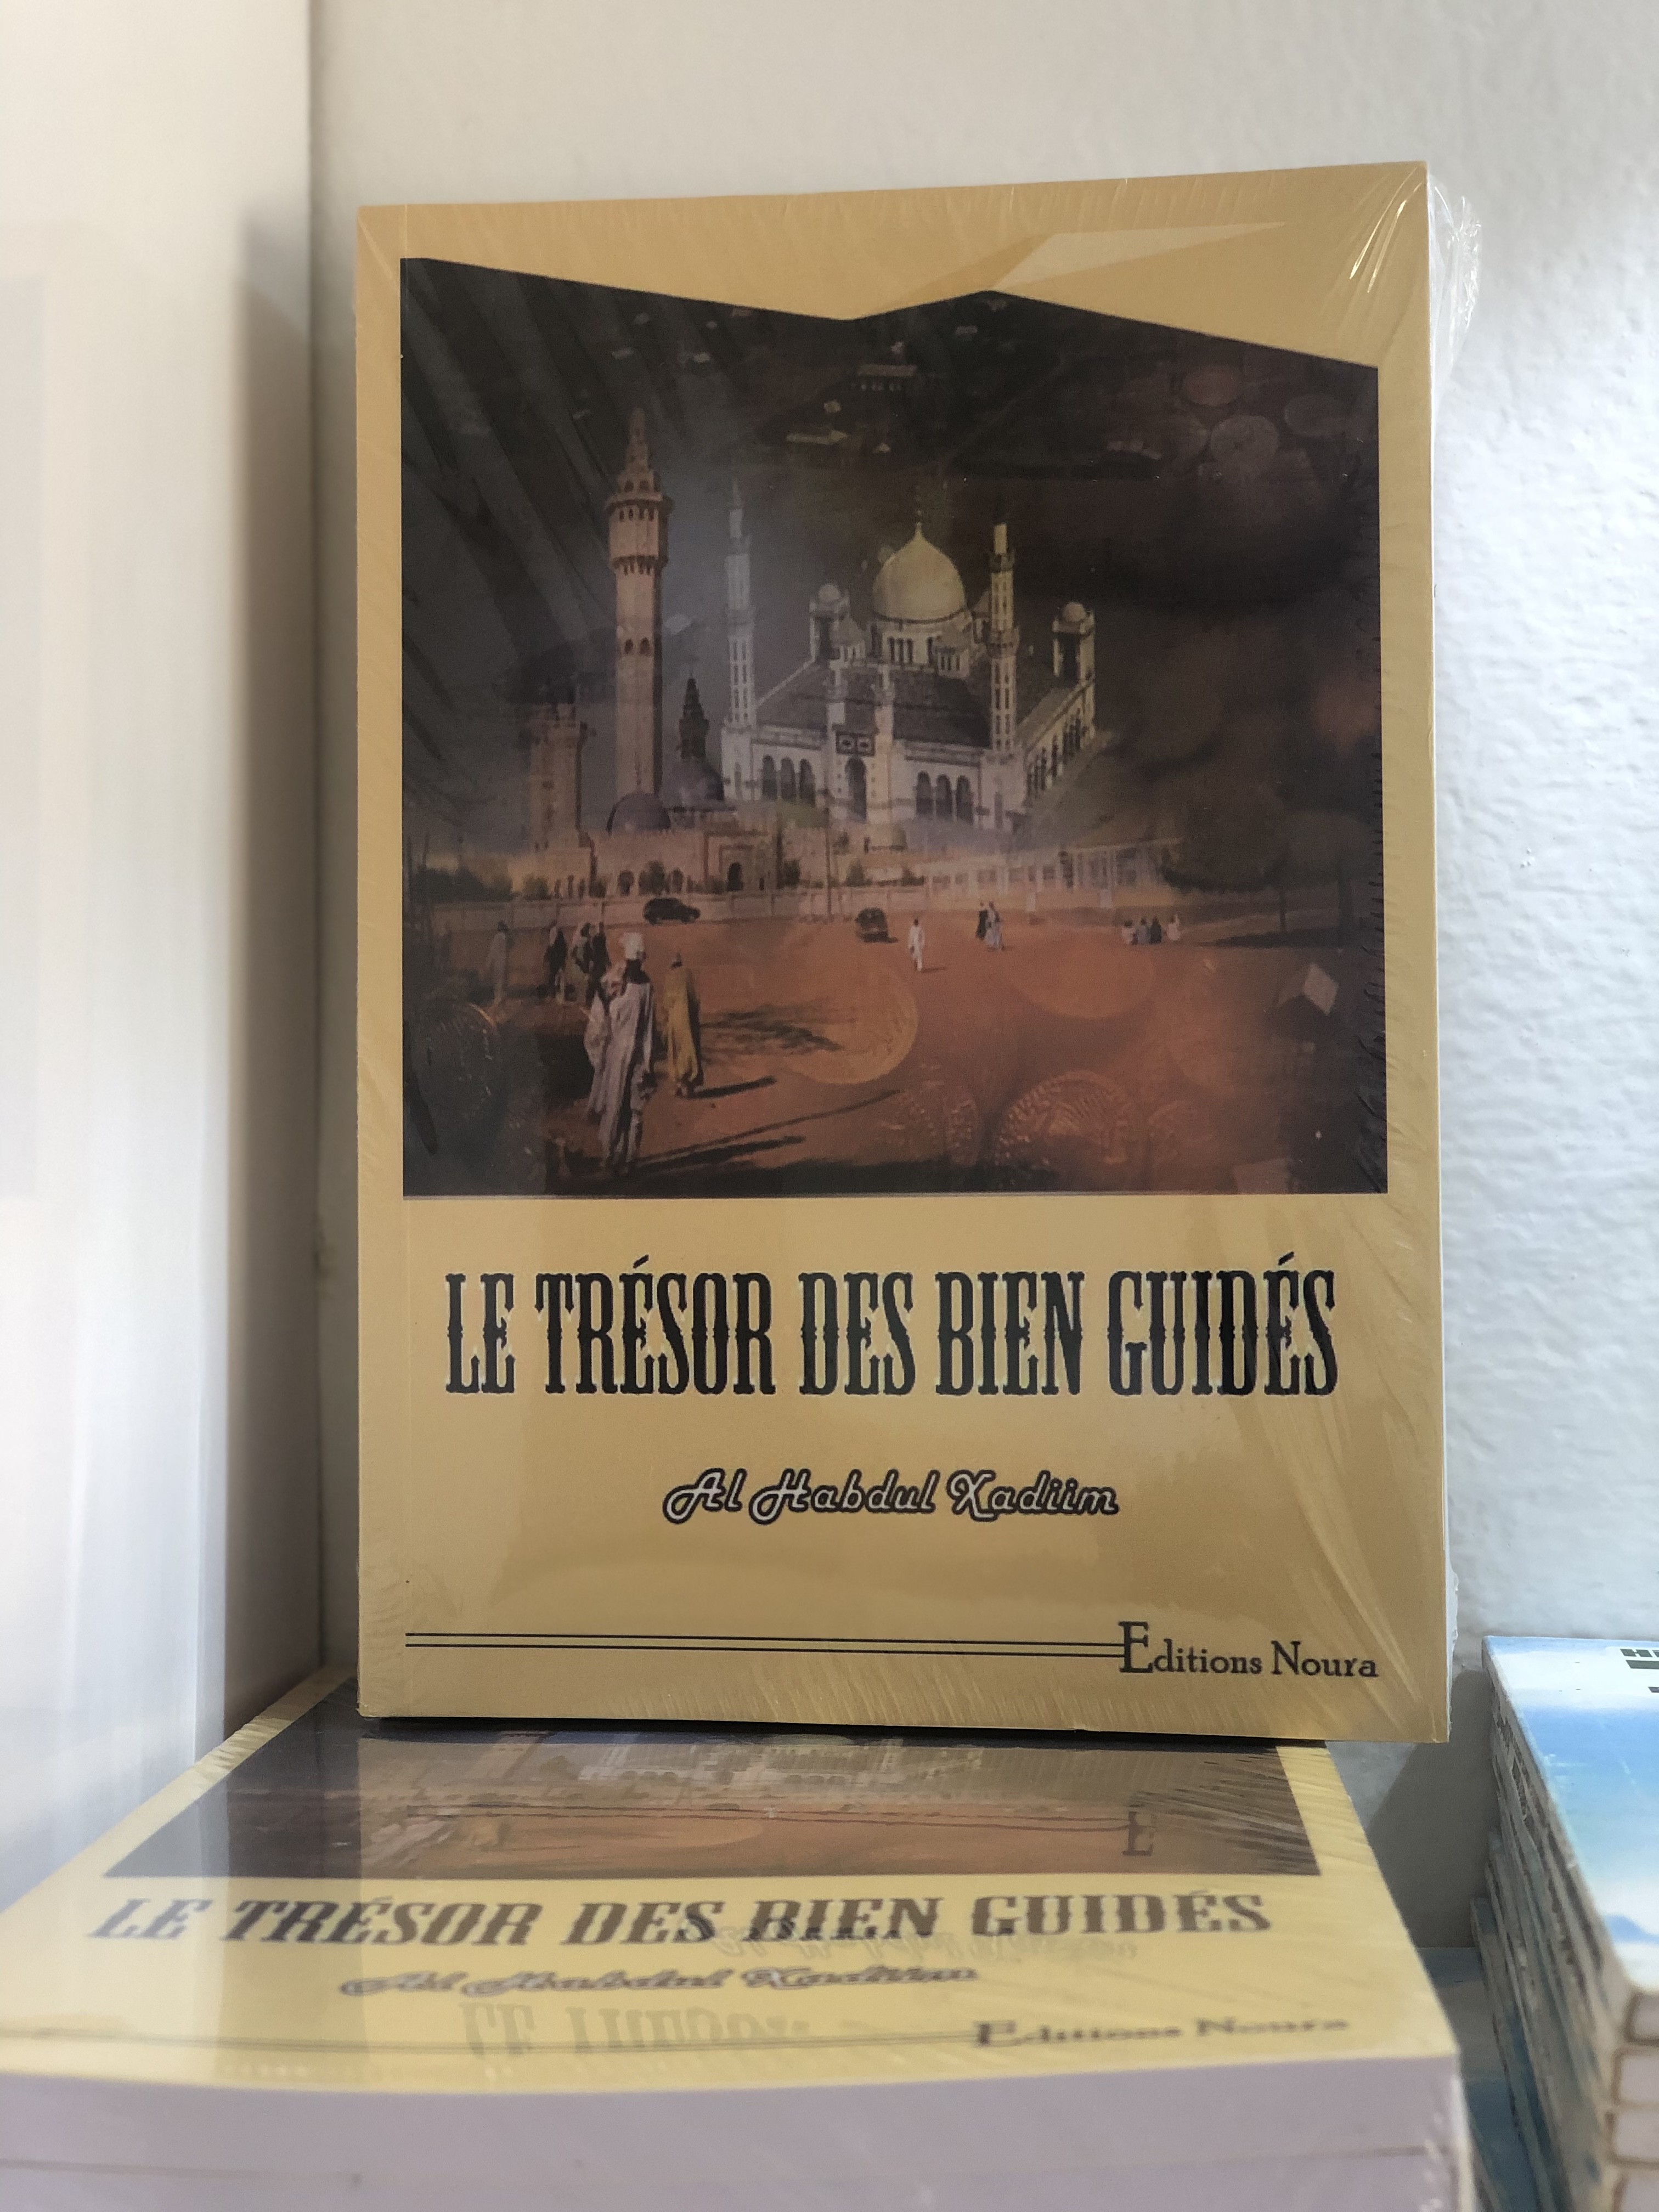 LE TRÉSOR DES BIEN GUIDÉS
Al Habdul Xadiim
Editions Noura
LE TRÉSOR DES BIEN GUIDÉS
Al Habdul Xadiim
Editions Noura